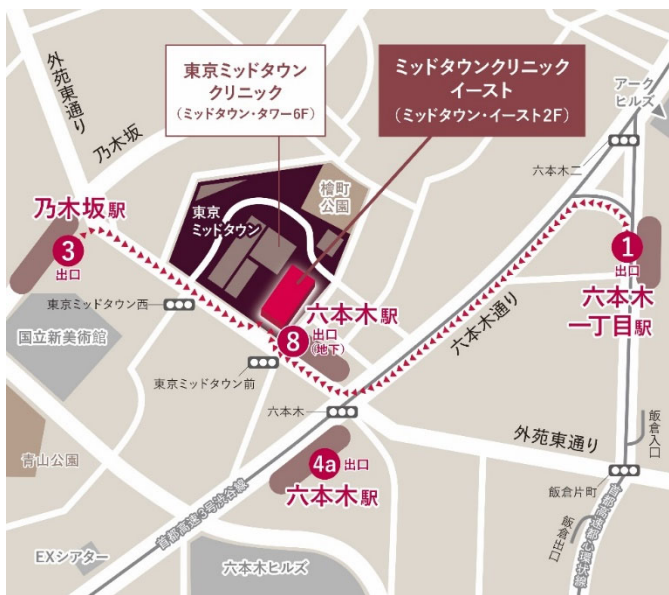 外苑東通り
乃木坂
東京ミッドタウン
クリニック
(ミッドタウン・タワー6F)
ミッドタウンクリニック
イースト
(ミッドタウン・イースト2F)
アーク
ヒルズ
六本木二
檜町
公園
東京
ミッドタウン
乃木坂駅
3
出口
1
出口
六本木
一丁目駅
東京ミッドタウン西
国立新美術館
六本木駅
8
出口
(地下)
六本木通り
東京ミッドタウン前
六本木
外苑東通り
飯倉入口
4a
出口
六本木駅
青山公園
飯倉片町
飯倉出口
首都高速都心環状線
首都高速3号渋谷線
EXシアター
六本木ヒルズ